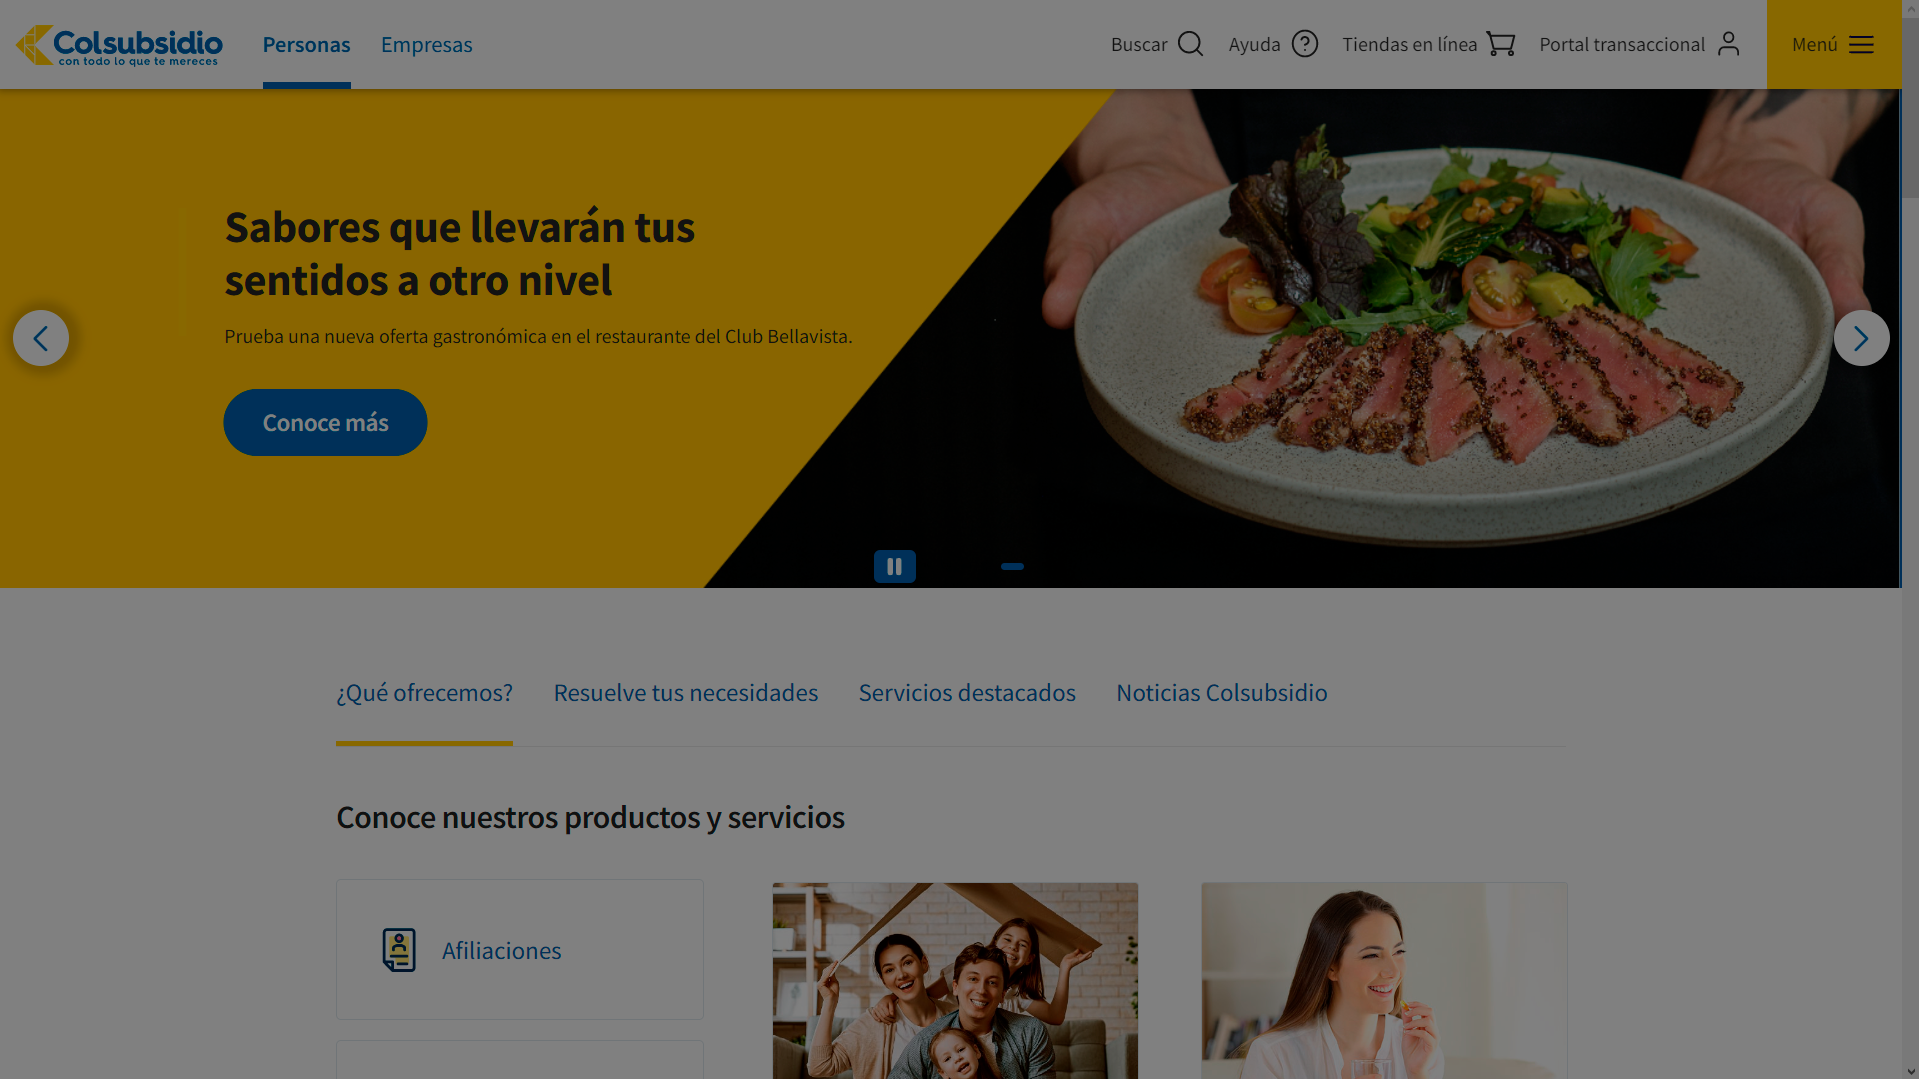 Colsubsidio
con todo lo que te mereces
Personas
Empresas
Buscar
Ayuda
Tiendas en línea
Portal transaccional
Menú
Sabores que llevarán tus
sentidos a otro nivel
Prueba una nueva oferta gastronómica en el restaurante del Club Bellavista.
Conoce más
¿Qué ofrecemos?
Resuelve tus necesidades
Servicios destacados
Noticias Colsubsidio
Conoce nuestros productos y servicios
Afiliaciones